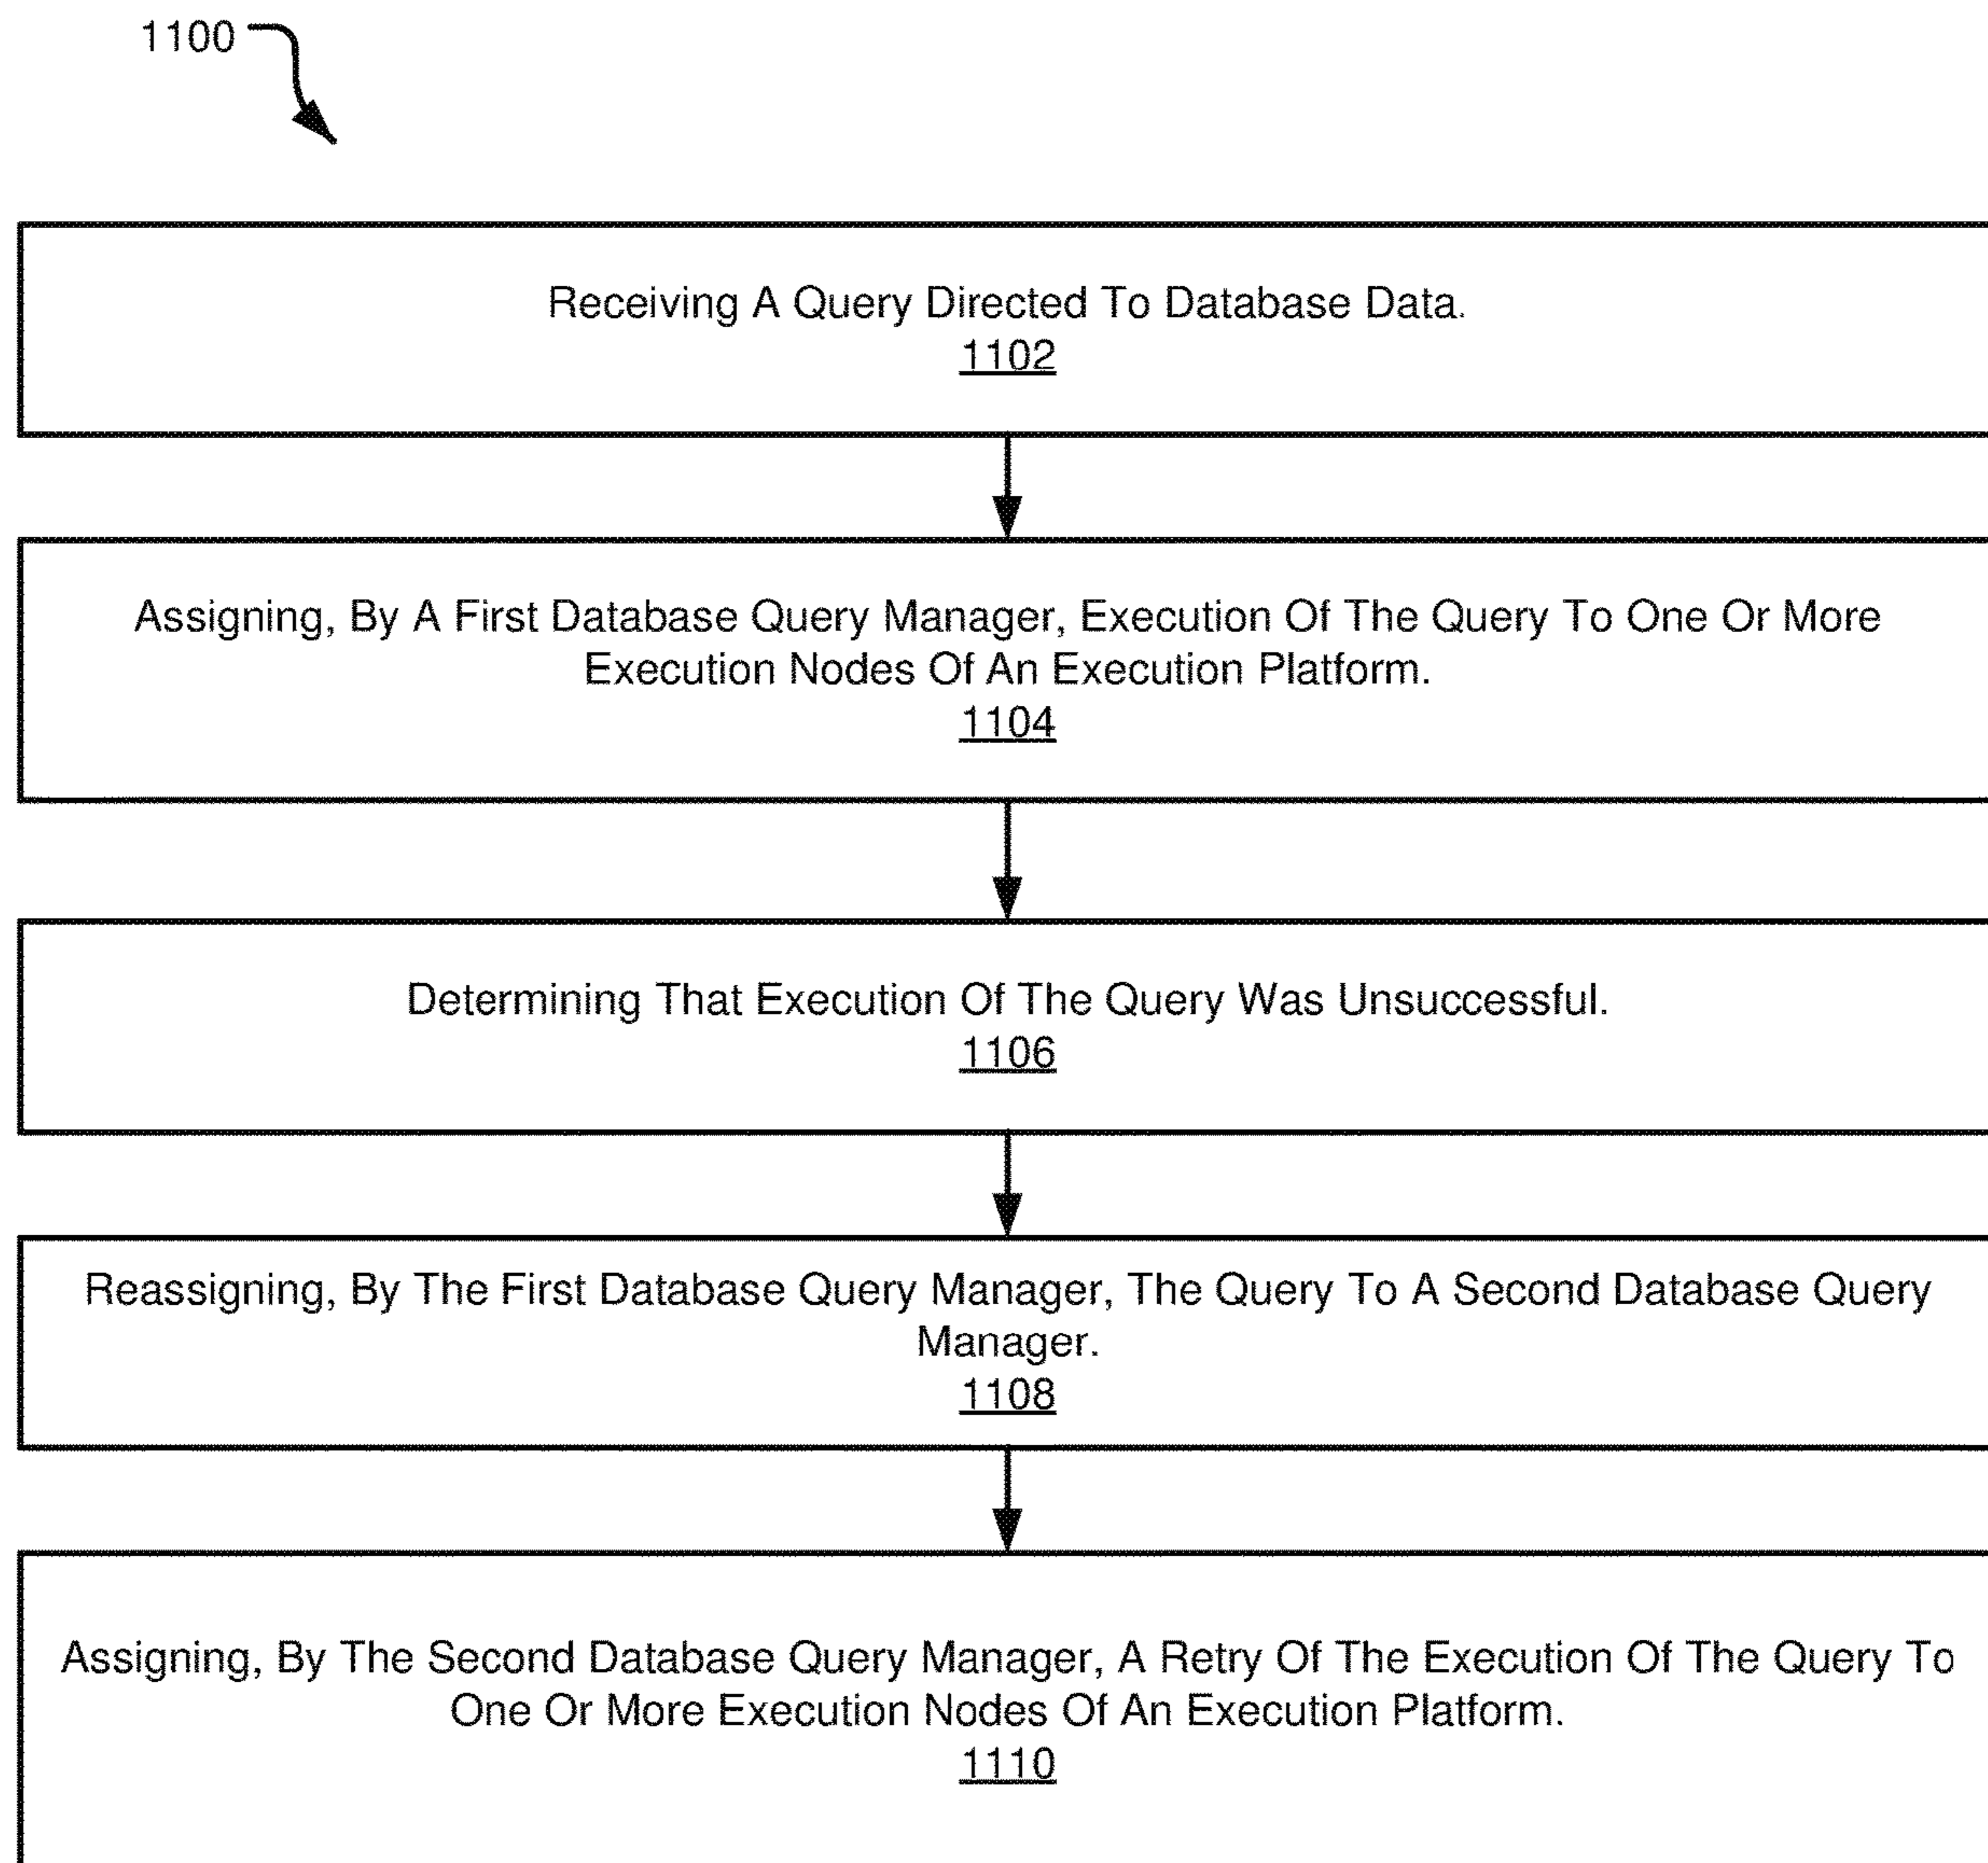 1100
Receiving A Query Directed To Database Data.
1102
Assigning, By A First Database Query Manager, Execution Of The Query To One Or More
Execution Nodes Of An Execution Platform.
1104
Determining That Execution Of The Query Was Unsuccessful.
1106
Reassigning, By The First Database Query Manager, The Query To A Second Database Query
Manager.
1108
Assigning, By The Second Database Query Manager, A Retry Of The Execution Of The Query To
One Or More Execution Nodes Of An Execution Platform.
1110